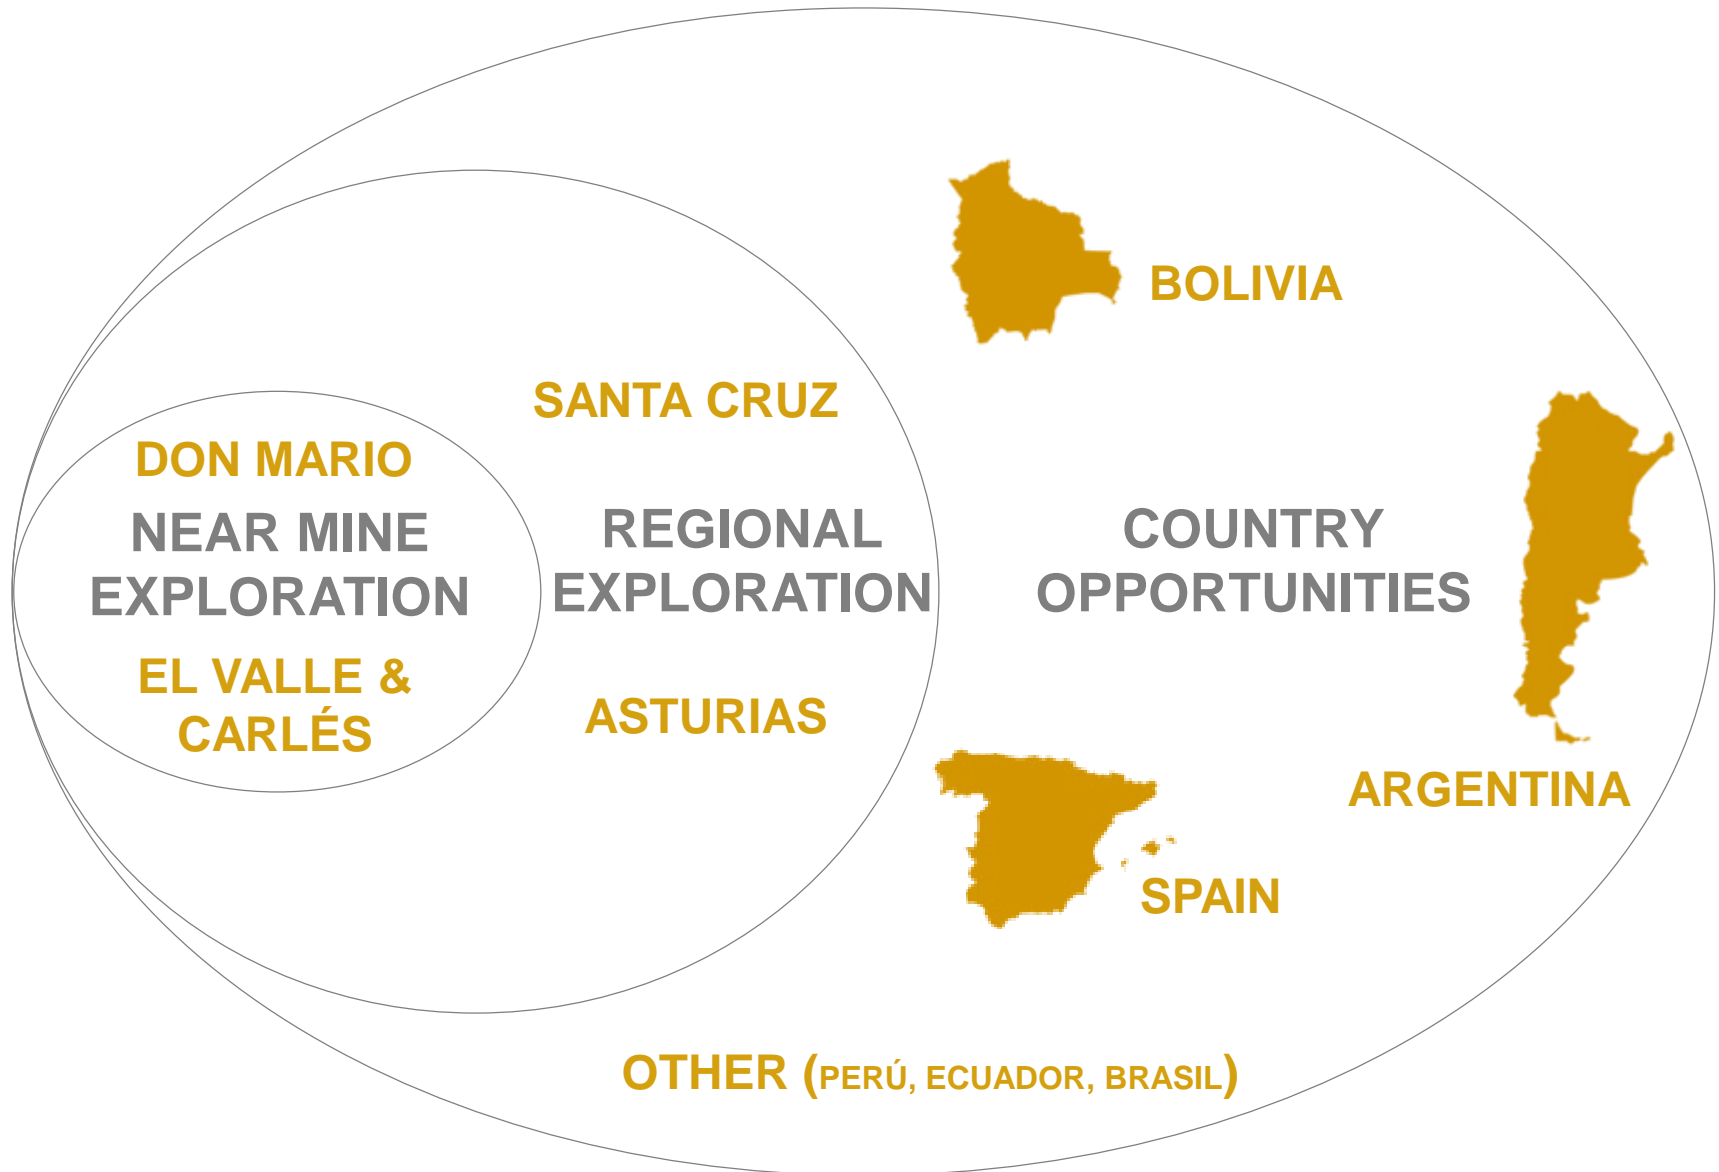 DON MARIO
NEAR MINE
EXPLORATION
EL VALLE &
CARLÉS
SANTA CRUZ
REGIONAL
EXPLORATION
ASTURIAS
BOLIVIA
COUNTRY
OPPORTUNITIES
ARGENTINA
SPAIN
OTHER (PERÚ, ECUADOR, BRASIL)